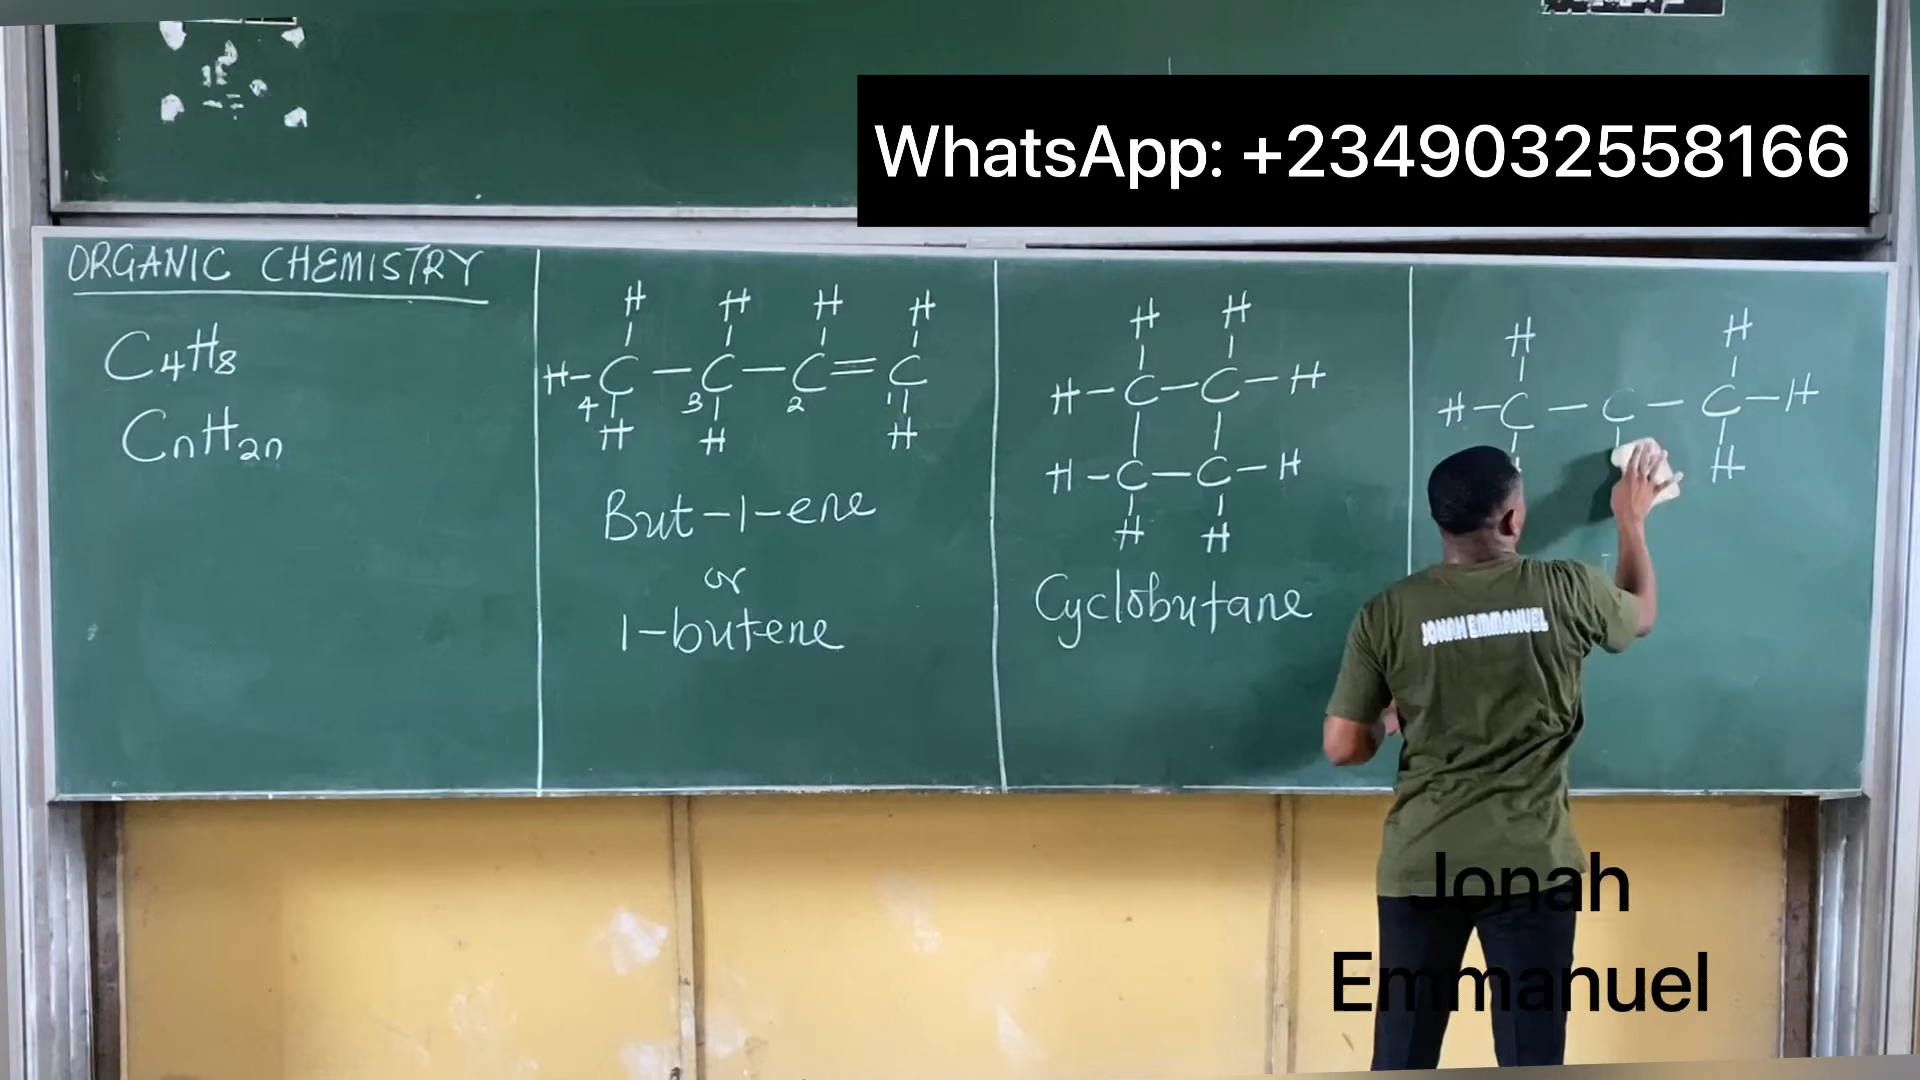 WhatsApp: +2349032558166
ORGANIC CHEMISTRY
C4H8
CnH2n
H H H H
H-C-C-C=C
4 3 2 1
H H H
But-1-ene
or
1-butene
H H
H-C-C-H
H-C-C-H
H H
Cyclobutane
H H
H-C-C-C-H
H
JONAH EMMANUEL
Jonah
Emmanuel